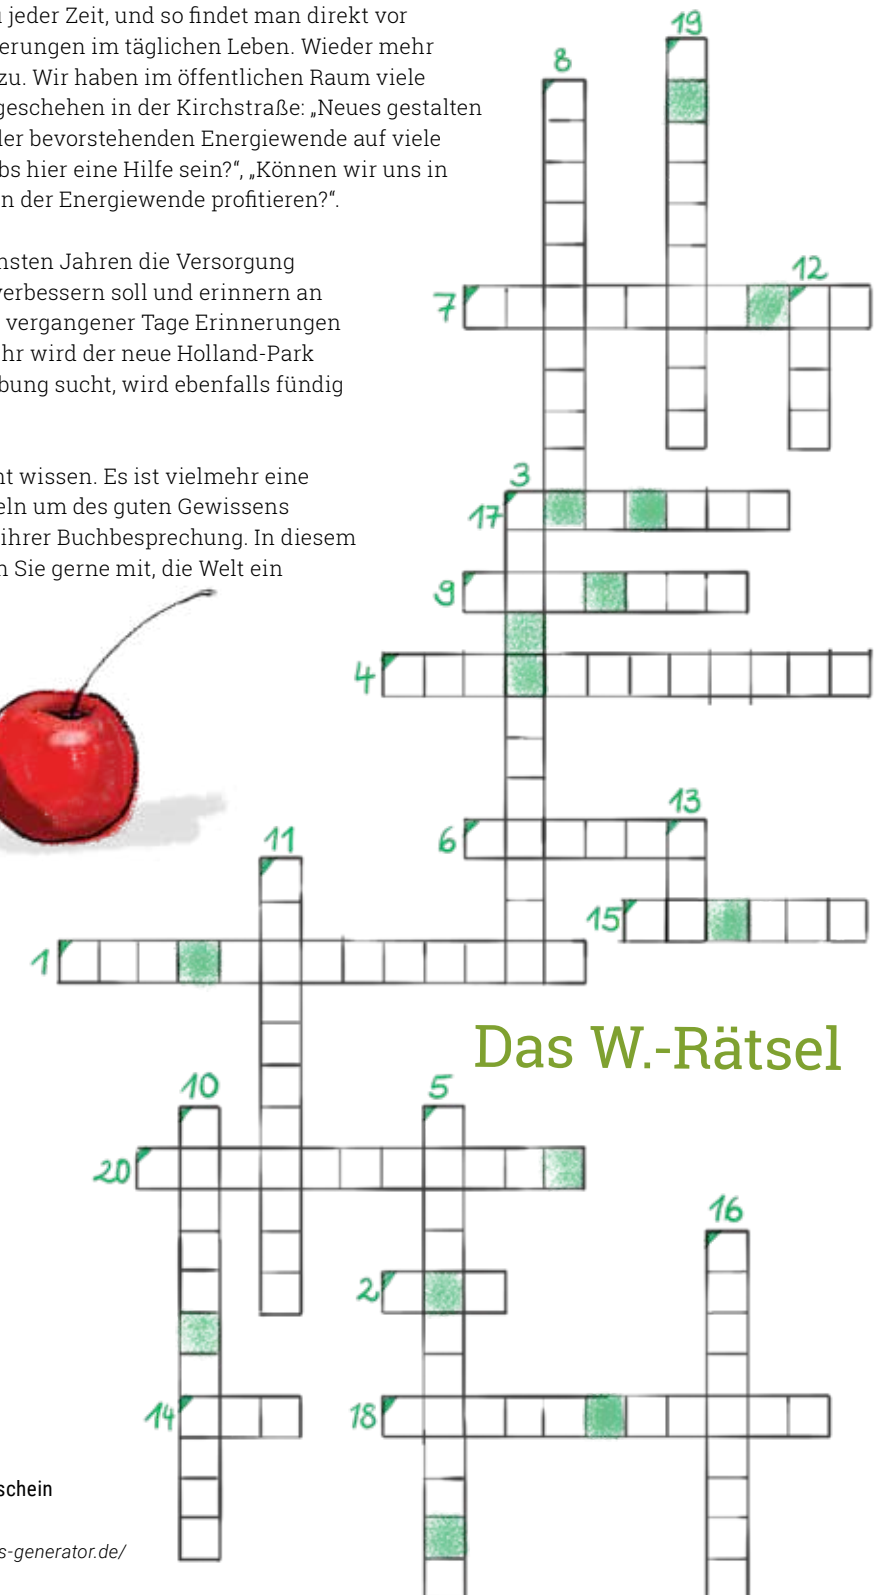 jeder Zeit, und so findet man direkt vor
erungen im täglichen Leben. Wieder mehr
zu. Wir haben im öffentlichen Raum viele
geschehen in der Kirchstraße: „Neues gestalten
der bevorstehenden Energiewende auf viele
bs hier eine Hilfe sein?“, „Können wir uns in
n der Energiewende profitieren?“.
nsten Jahren die Versorgung
verbessern soll und erinnern an
vergangener Tage Erinnerungen
hr wird der neue Holland-Park
bung sucht, wird ebenfalls fündig
nt wissen. Es ist vielmehr eine
eln um des guten Gewissens
ihrer Buchbesprechung. In diesem
n Sie gerne mit, die Welt ein
19
8
12
7
3
17
9
4
13
6
11
15
1
Das W.-Rätsel
10
5
20
16
2
14
18
schein
s-generator.de/